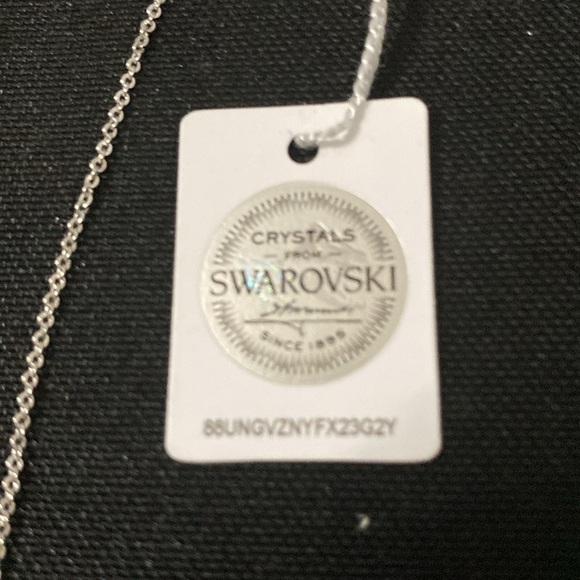 CRYSTALS
FROM
SWAROVSKI
SINCE 1895
88UNGVZNYFX23G2Y